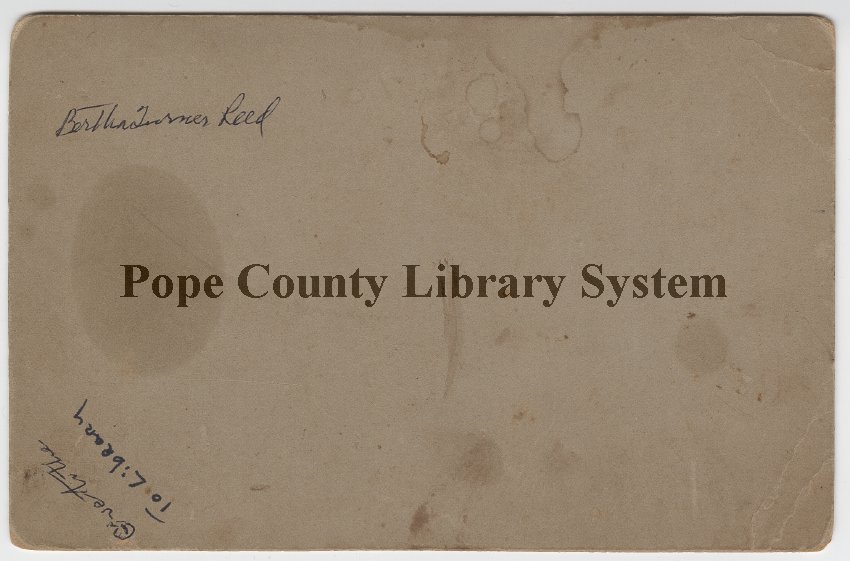 Bertha Turner Reed
Pope County Library System
To Library